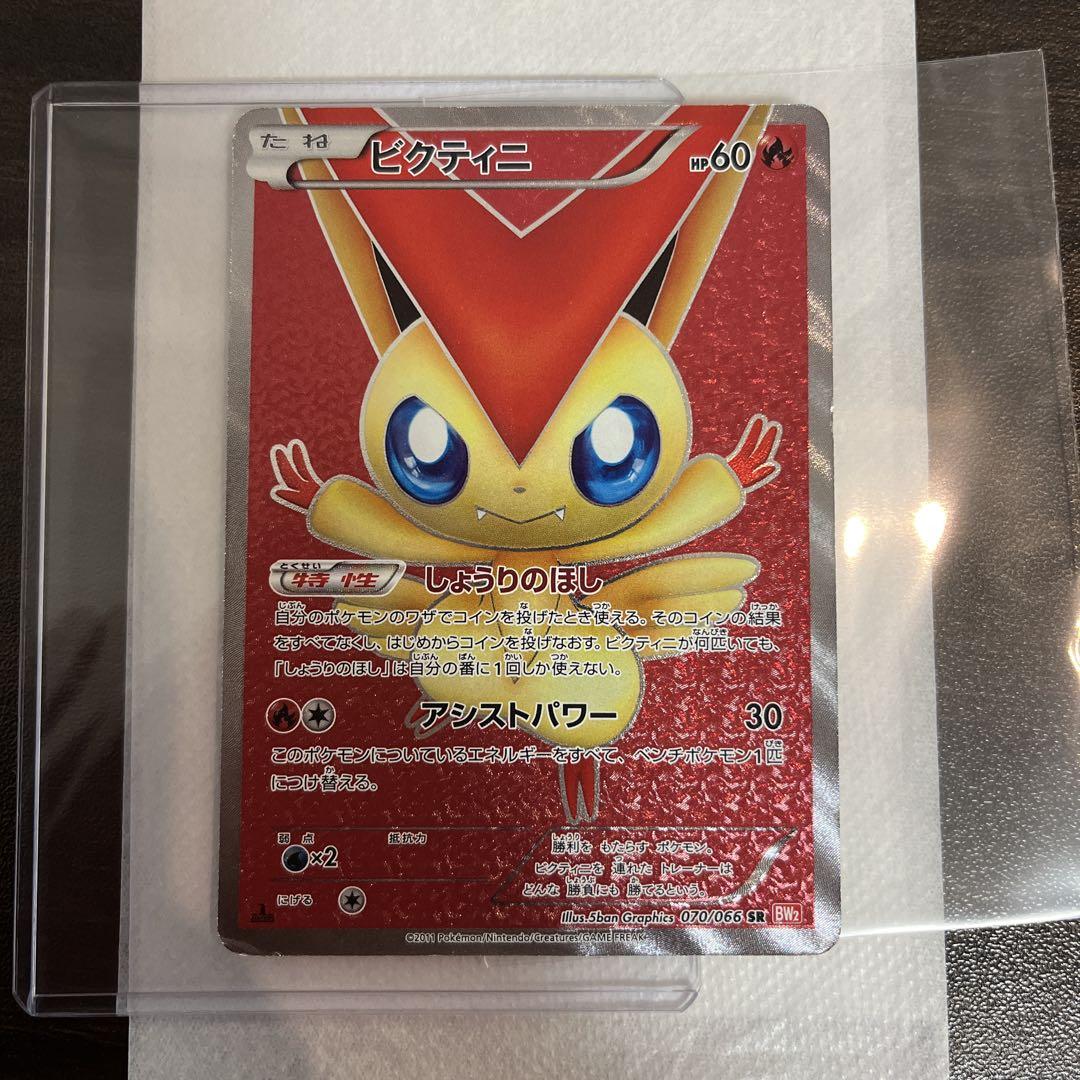 たね
ビクティニ
HP60
とくせい
特性 しょうりのほし
自分のポケモンのワザでコインを投げたとき使える。そのコインの結果
をすべてなくし、はじめからコインを投げなおす。ビクティニが何匹いても、
「しょうりのほし」は自分の番に1回しか使えない。
アシストパワー 30
このポケモンについているエネルギーをすべて、ベンチポケモン1匹
につけ替える。
弱点 抵抗力
×2
にげる
勝利を もたらす ポケモン。
ビクティニを 連れた トレーナーは
どんな 勝負にも 勝てるという。
Illus.5ban Graphics 070/066 SR BW2
©2011 Pokémon/Nintendo/Creatures/GAME FREAK